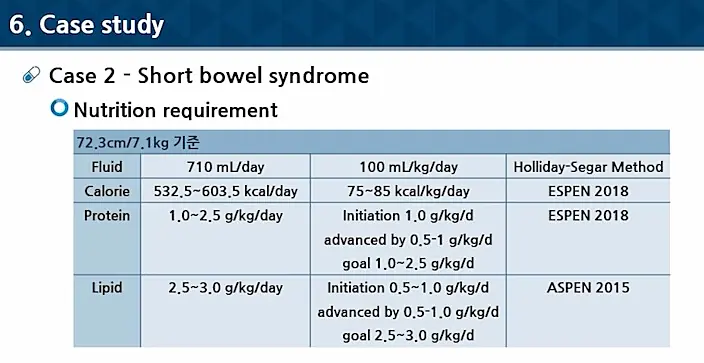 6. Case study
Case 2 - Short bowel syndrome
Nutrition requirement
72.3cm/7.1kg 기준
Fluid 710 mL/day 100 mL/kg/day Holliday-Segar Method
Calorie 532.5~603.5 kcal/day 75~85 kcal/kg/day ESPEN 2018
Protein 1.0~2.5 g/kg/day Initiation 1.0 g/kg/d ESPEN 2018
advanced by 0.5-1 g/kg/d
goal 1.0~2.5 g/kg/d
Lipid 2.5~3.0 g/kg/day Initiation 0.5~1.0 g/kg/d ASPEN 2015
advanced by 0.5-1.0 g/kg/d
goal 2.5~3.0 g/kg/d